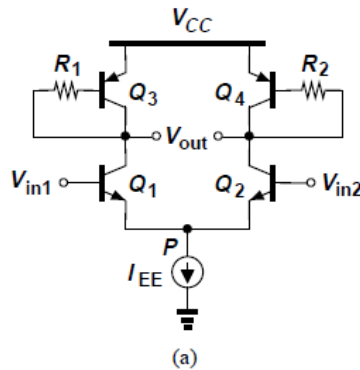 V_CC
R_1 R_2
Q_3 Q_4
V_out
V_in1 Q_1 Q_2 V_in2
P
I_EE
(a)